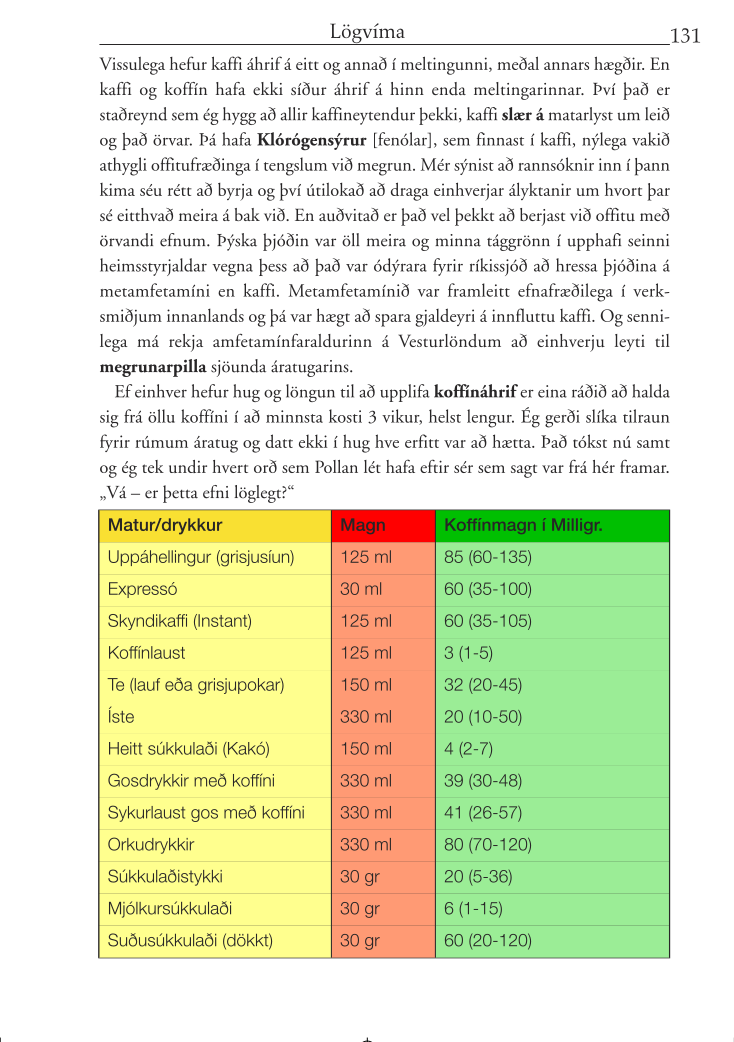 Lögvíma
131
Vissulega hefur kaffi áhrif á eitt og annað í meltingunni, meðal annars hægðir. En
kaffi og koffín hafa ekki síður áhrif á hinn enda meltingarinnar. Því það er
staðreynd sem ég hygg að allir kaffineytendur þekki, kaffi slær á matarlyst um leið
og það örvar. Þá hafa Klórógensýrur [fenólar], sem finnast í kaffi, nýlega vakið
athygli offitufræðinga í tengslum við megrun. Mér sýnist að rannsóknir inn í þann
kima séu rétt að byrja og því útilokað að draga einhverjar ályktanir um hvort þar
sé eitthvað meira á bak við. En auðvitað er það vel þekkt að berjast við offitu með
örvandi efnum. Þýska þjóðin var öll meira og minna tággrönn í upphafi seinni
heimsstyrjaldar vegna þess að það var ódýrara fyrir ríkissjóð að hressa þjóðina á
metamfetamíni en kaffi. Metamfetamínið var framleitt efnafræðilega í verk-
smiðjum innanlands og þá var hægt að spara gjaldeyri á innfluttu kaffi. Og senni-
lega má rekja amfetamínfaraldurinn á Vesturlöndum að einhverju leyti til
megrunarpilla sjöunda áratugarins.
Ef einhver hefur hug og löngun til að upplifa koffínáhrif er eina ráðið að halda
sig frá öllu koffíni í að minnsta kosti 3 vikur, helst lengur. Ég gerði slíka tilraun
fyrir rúmum áratug og datt ekki í hug hve erfitt var að hætta. Það tókst nú samt
og ég tek undir hvert orð sem Pollan lét hafa eftir sér sem sagt var frá hér framar.
„Vá – er þetta efni löglegt?“
Matur/drykkur Magn Koffínmagn í Milligr.
Uppáhellingur (grisjusíun) 125 ml 85 (60-135)
Expressó 30 ml 60 (35-100)
Skyndikaffi (Instant) 125 ml 60 (35-105)
Koffínlaust 125 ml 3 (1-5)
Te (lauf eða grisjupokar) 150 ml 32 (20-45)
Íste 330 ml 20 (10-50)
Heitt súkkulaði (Kakó) 150 ml 4 (2-7)
Gosdrykkir með koffíni 330 ml 39 (30-48)
Sykurlaust gos með koffíni 330 ml 41 (26-57)
Orkudrykkir 330 ml 80 (70-120)
Súkkulaðistykki 30 gr 20 (5-36)
Mjólkursúkkulaði 30 gr 6 (1-15)
Suðusúkkulaði (dökkt) 30 gr 60 (20-120)